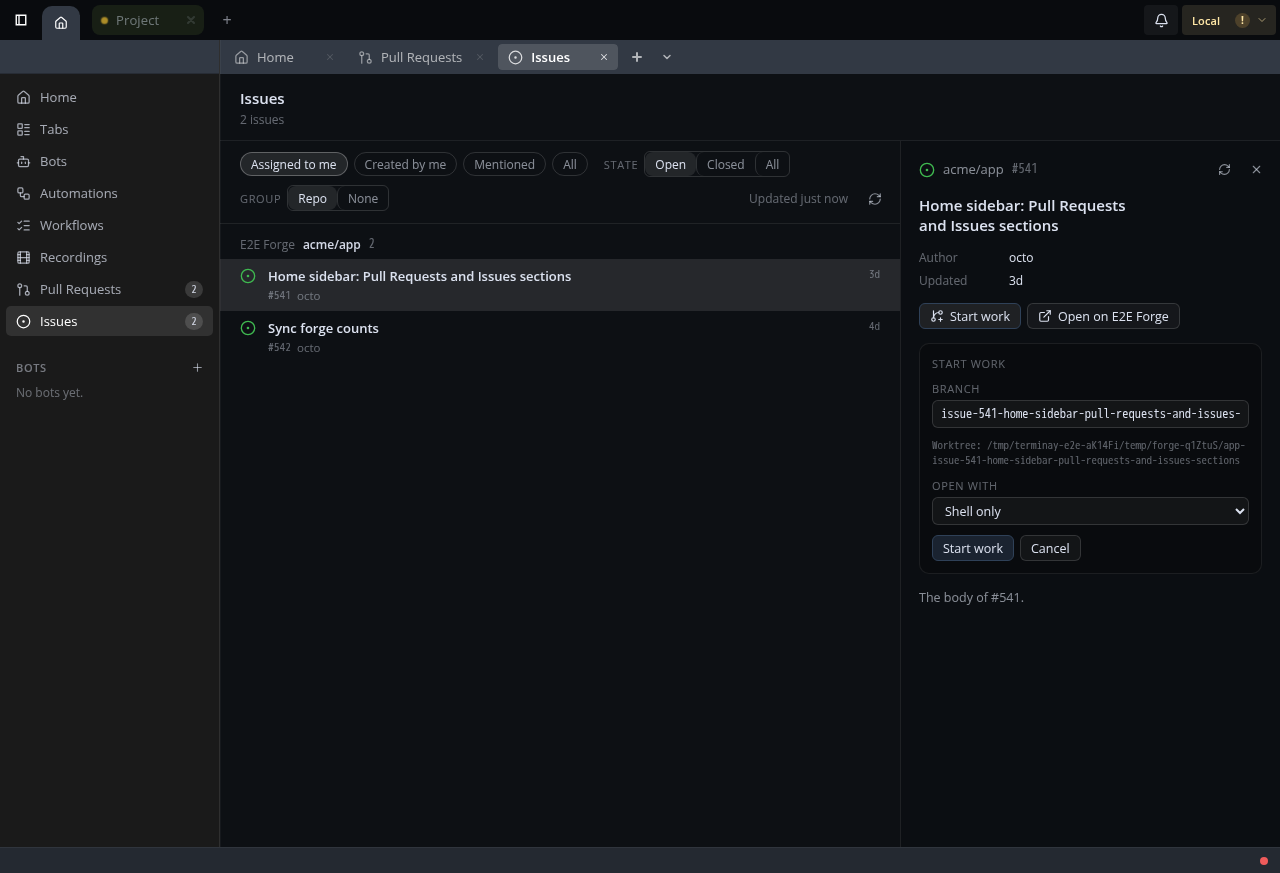 Project
Local
!
Home
Pull Requests
Issues
Home
Tabs
Bots
Automations
Workflows
Recordings
Pull Requests 2
Issues 2
BOTS
No bots yet.
Issues
2 issues
Assigned to me Created by me Mentioned All STATE Open Closed All
GROUP Repo None Updated just now
E2E Forge acme/app 2
Home sidebar: Pull Requests and Issues sections 3d
#541 octo
Sync forge counts 4d
#542 octo
acme/app #541
Home sidebar: Pull Requests
and Issues sections
Author octo
Updated 3d
Start work Open on E2E Forge
START WORK
BRANCH
issue-541-home-sidebar-pull-requests-and-issues-
Worktree: /tmp/terminay-e2e-aK14Fi/temp/forge-q1ZtuS/app-
issue-541-home-sidebar-pull-requests-and-issues-sections
OPEN WITH
Shell only
Start work Cancel
The body of #541.